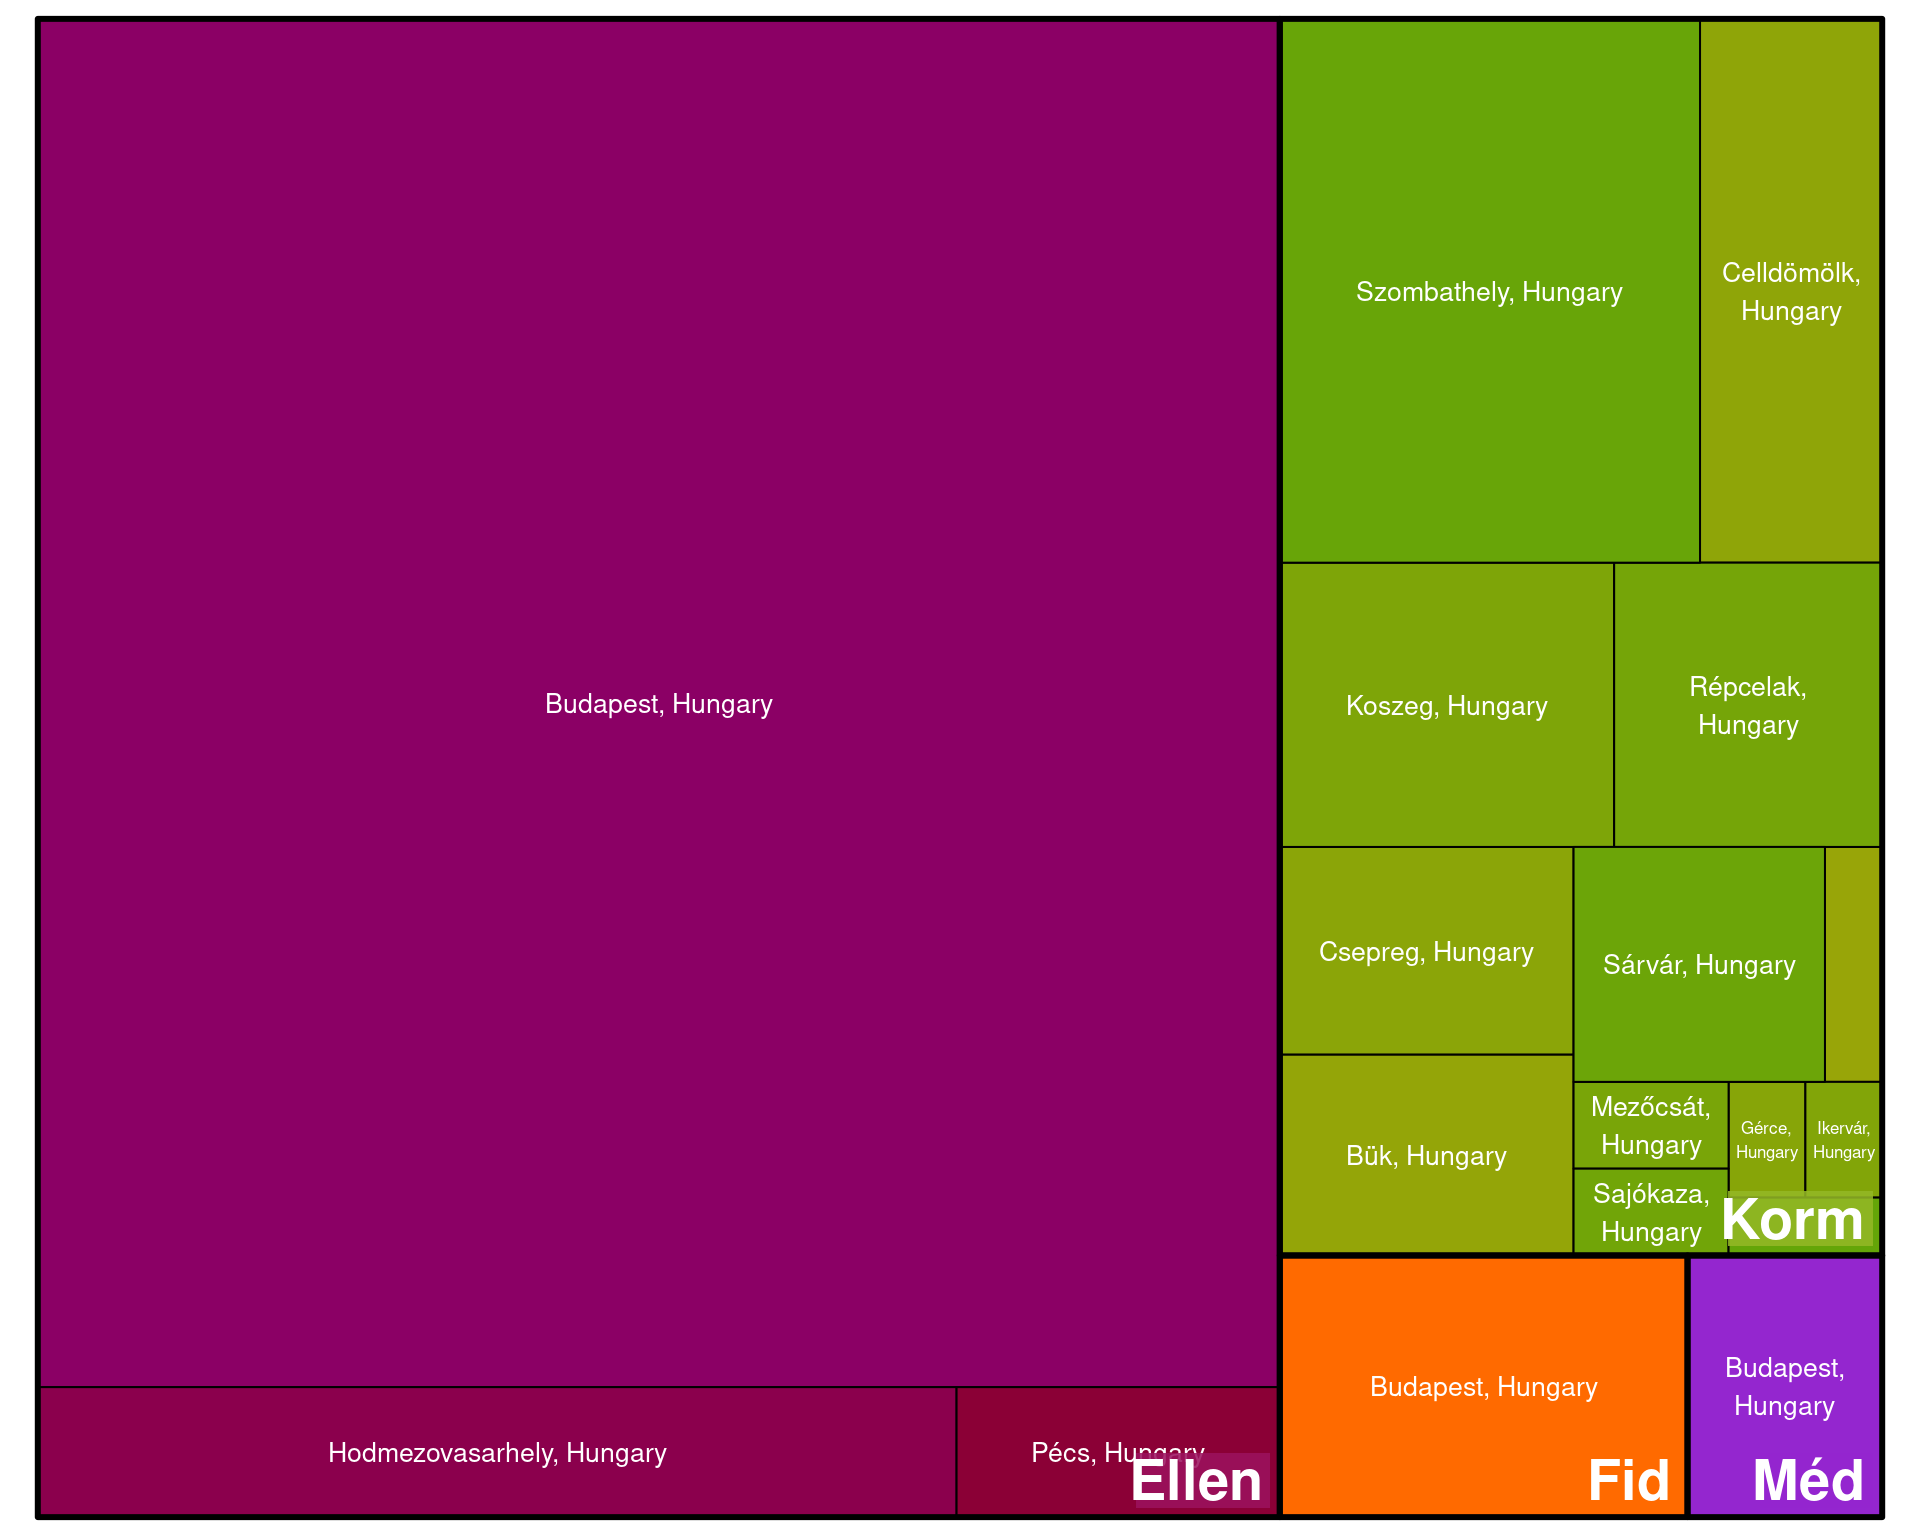 Budapest, Hungary
Hodmezovasarhely, Hungary
Pécs, Hungary
Ellen
Szombathely, Hungary
Celldömölk,
Hungary
Koszeg, Hungary
Répcelak,
Hungary
Csepreg, Hungary
Sárvár, Hungary
Bük, Hungary
Mezőcsát,
Hungary
Gérce,
Hungary
Ikervár,
Hungary
Sajókaza,
Hungary
Korm
Budapest, Hungary
Fid
Budapest,
Hungary
Méd